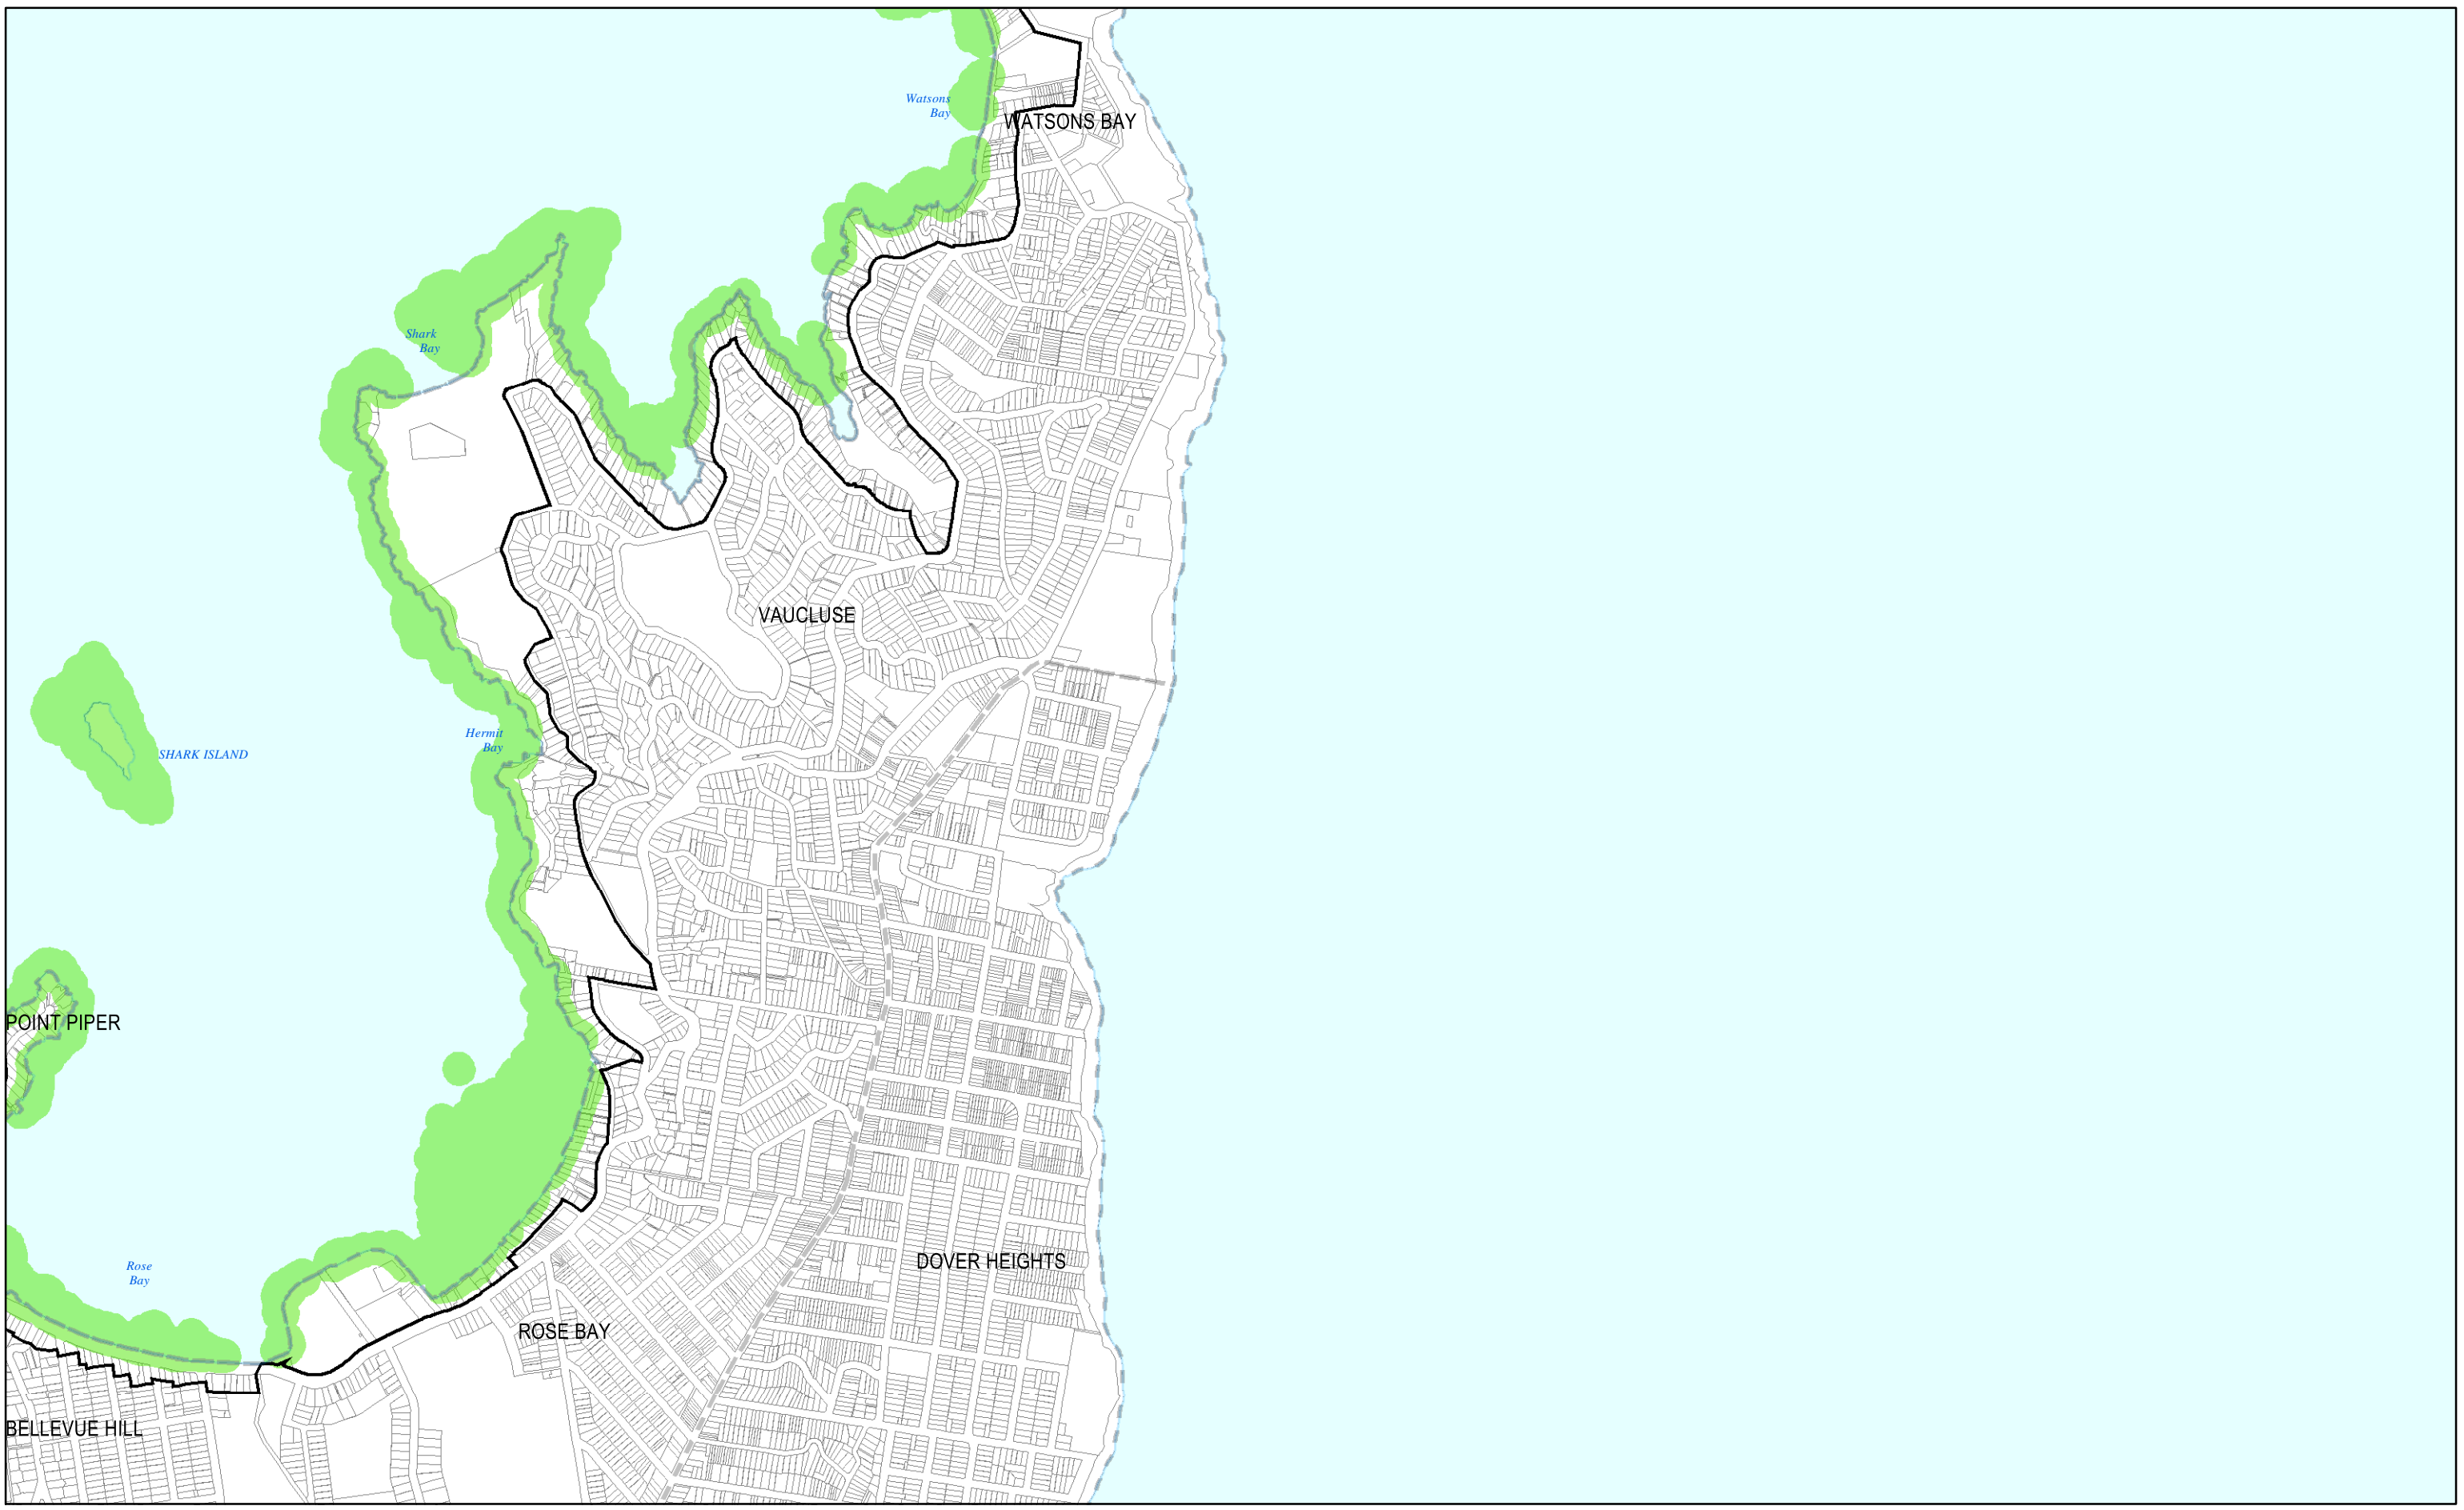 Watsons
Bay
WATSONS BAY
Shark
Bay
VAUCLUSE
Hermit
Bay
SHARK ISLAND
POINT PIPER
DOVER HEIGHTS
Rose
Bay
ROSE BAY
BELLEVUE HILL